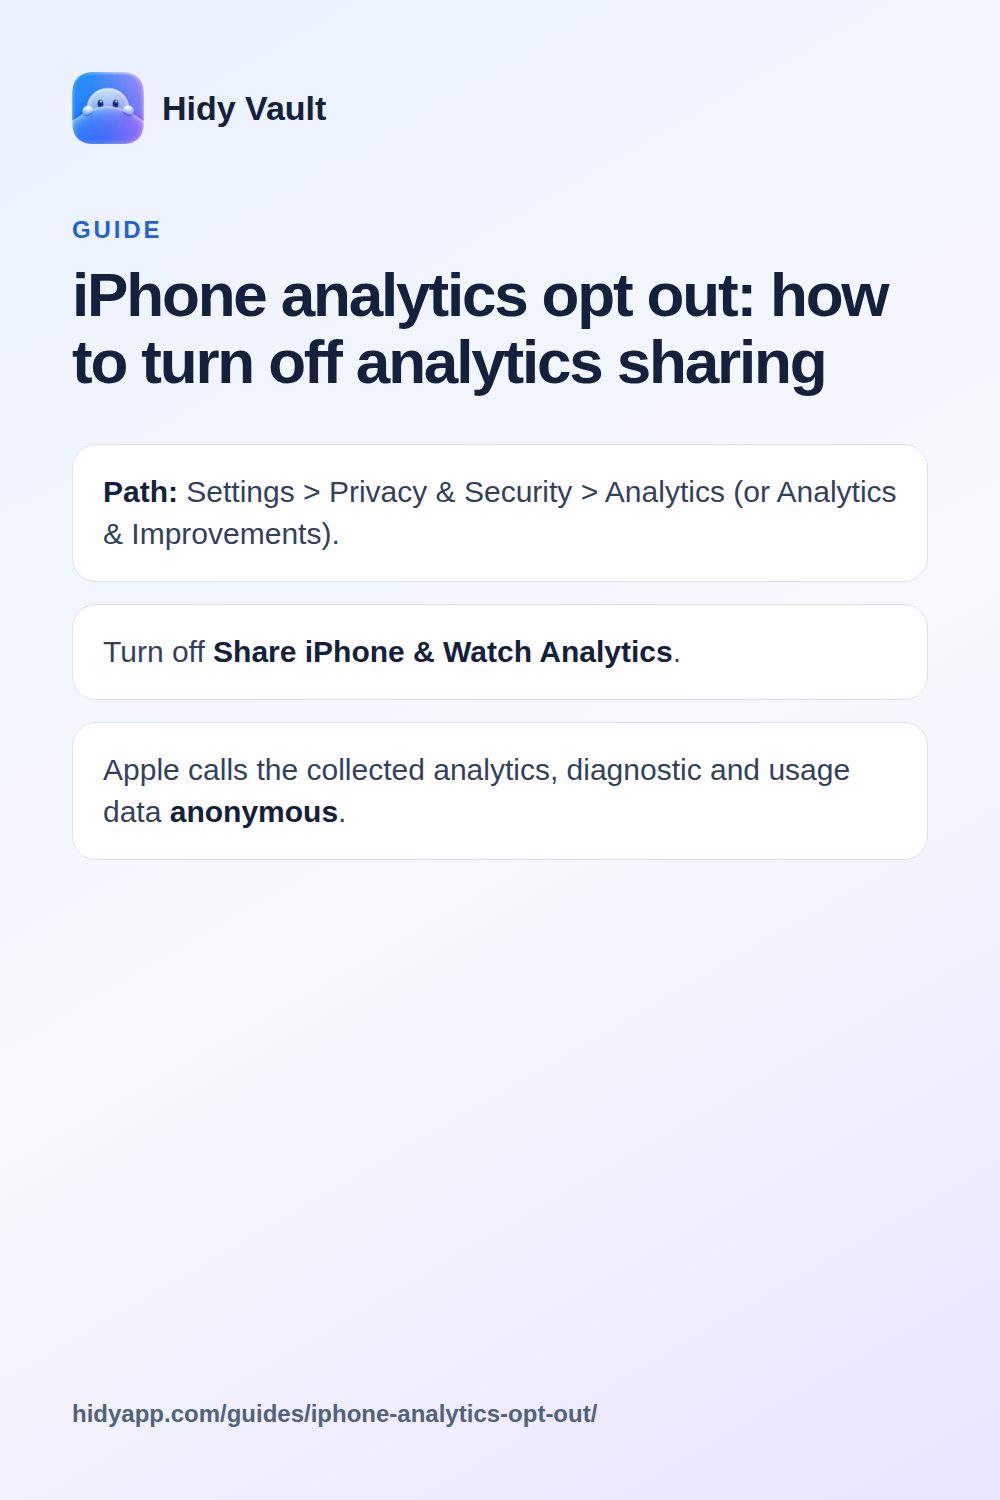 Hidy Vault
GUIDE
iPhone analytics opt out: how
to turn off analytics sharing
Path: Settings > Privacy & Security > Analytics (or Analytics
& Improvements).
Turn off Share iPhone & Watch Analytics.
Apple calls the collected analytics, diagnostic and usage
data anonymous.
hidyapp.com/guides/iphone-analytics-opt-out/